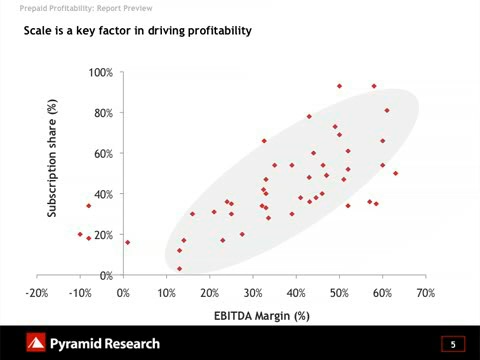 Prepaid Profitability: Report Preview
Scale is a key factor in driving profitability
100%
80%
60%
40%
20%
0%
Subscription share (%)
-20% -10% 0% 10% 20% 30% 40% 50% 60% 70%
EBITDA Margin (%)
Pyramid Research
5